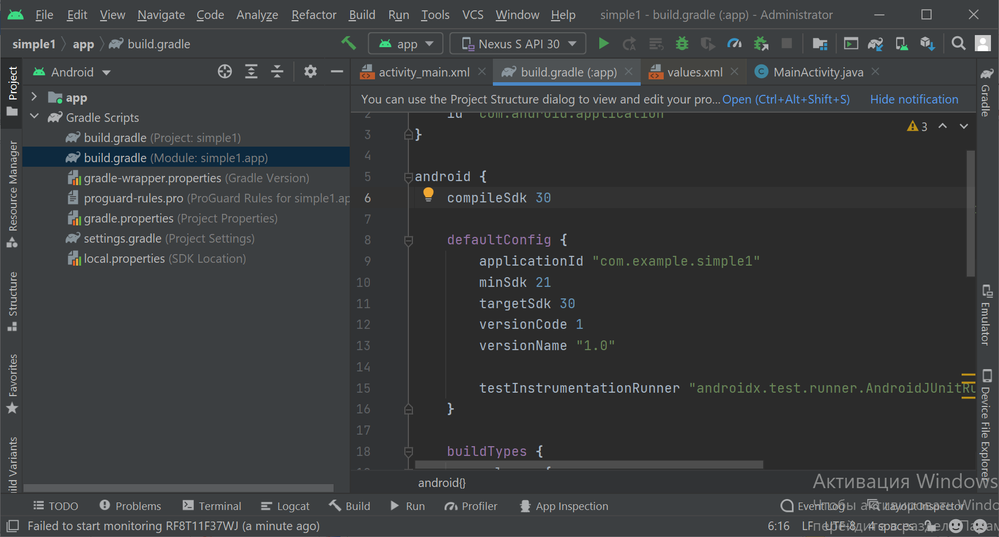 File Edit View Navigate Code Analyze Refactor Build Run Tools VCS Window Help simple1 - build.gradle (:app) - Administrator
simple1 app build.gradle app Nexus S API 30
Project
Android
activity_main.xml build.gradle (:app) values.xml MainActivity.java
You can use the Project Structure dialog to view and edit your pro... Open (Ctrl+Alt+Shift+S) Hide notification
app
Gradle Scripts
build.gradle (Project: simple1)
build.gradle (Module: simple1.app)
gradle-wrapper.properties (Gradle Version)
proguard-rules.pro (ProGuard Rules for simple1.ap
gradle.properties (Project Properties)
settings.gradle (Project Settings)
local.properties (SDK Location)
Resource Manager
Structure
Favorites
ild Variants
2 id 'com.android.application'
3 }
4
5 android {
6 compileSdk 30
7
8 defaultConfig {
9 applicationId "com.example.simple1"
10 minSdk 21
11 targetSdk 30
12 versionCode 1
13 versionName "1.0"
14
15 testInstrumentationRunner "androidx.test.runner.AndroidJUnitRu
16 }
17
18 buildTypes {
3
android{}
Gradle
Emulator
Device File Explorer
Активация Windows
Чтобы активировать Windo
перейдите в раздел "Парам
TODO Problems Terminal Logcat Build Run Profiler App Inspection Event Log Layout Inspector
Failed to start monitoring RF8T11F37WJ (a minute ago) 6:16 LF UTF-8 4 spaces